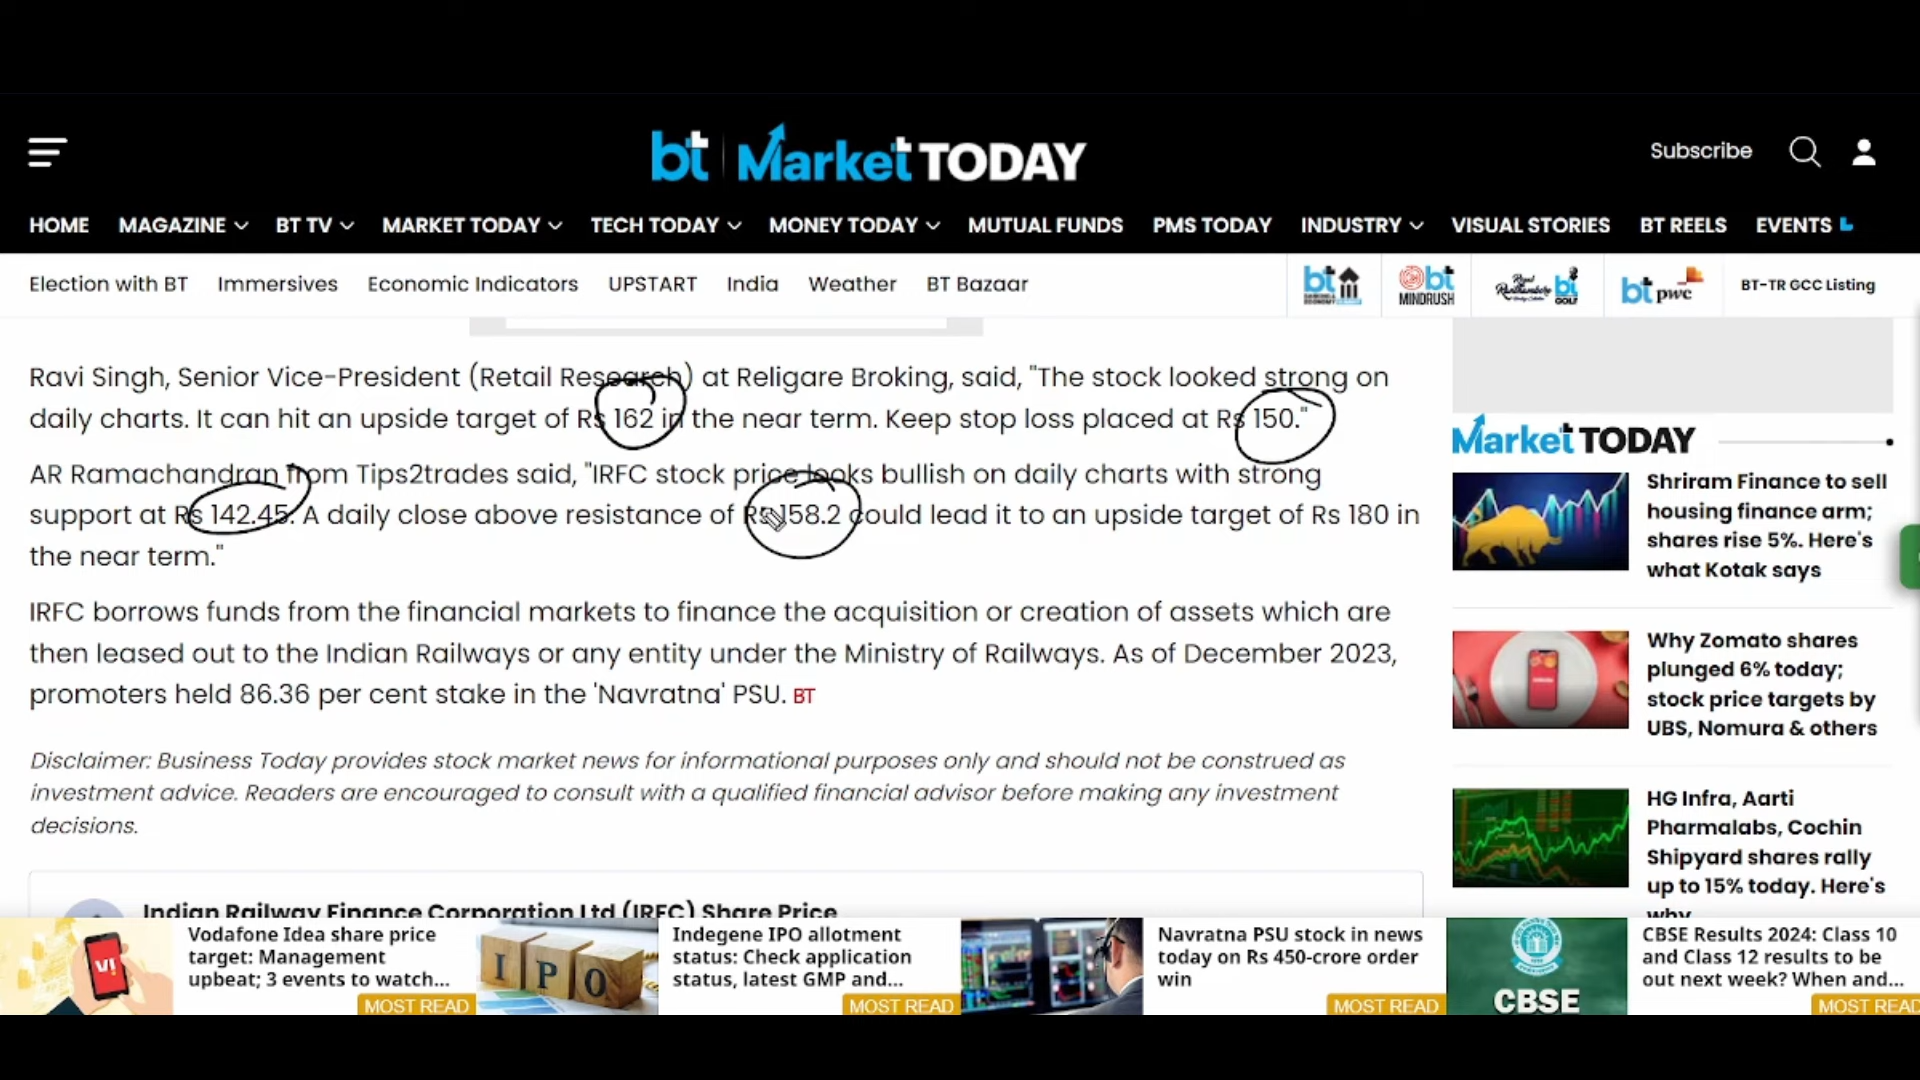 bt Market TODAY
Subscribe
HOME MAGAZINE BT TV MARKET TODAY TECH TODAY MONEY TODAY MUTUAL FUNDS PMS TODAY INDUSTRY VISUAL STORIES BT REELS EVENTS
Election with BT Immersives Economic Indicators UPSTART India Weather BT Bazaar
bt
bt MINDRUSH
bt GOLF
bt pwc
BT-TR GCC Listing
Ravi Singh, Senior Vice-President (Retail Research) at Religare Broking, said, "The stock looked strong on
daily charts. It can hit an upside target of Rs 162 in the near term. Keep stop loss placed at Rs 150."
AR Ramachandran from Tips2trades said, "IRFC stock price looks bullish on daily charts with strong
support at Rs 142.45. A daily close above resistance of Rs 158.2 could lead it to an upside target of Rs 180 in
the near term."
IRFC borrows funds from the financial markets to finance the acquisition or creation of assets which are
then leased out to the Indian Railways or any entity under the Ministry of Railways. As of December 2023,
promoters held 86.36 per cent stake in the 'Navratna' PSU. BT
Disclaimer: Business Today provides stock market news for informational purposes only and should not be construed as
investment advice. Readers are encouraged to consult with a qualified financial advisor before making any investment
decisions.
Indian Railway Finance Corporation Ltd (IRFC) Share Price
Market TODAY
Shriram Finance to sell
housing finance arm;
shares rise 5%. Here's
what Kotak says
Why Zomato shares
plunged 6% today;
stock price targets by
UBS, Nomura & others
HG Infra, Aarti
Pharmalabs, Cochin
Shipyard shares rally
up to 15% today. Here's
why
Vodafone Idea share price
target: Management
upbeat; 3 events to watch...
MOST READ
IPO
Indegene IPO allotment
status: Check application
status, latest GMP and...
MOST READ
Navratna PSU stock in news
today on Rs 450-crore order
win
MOST READ
CBSE
CBSE Results 2024: Class 10
and Class 12 results to be
out next week? When and...
MOST READ